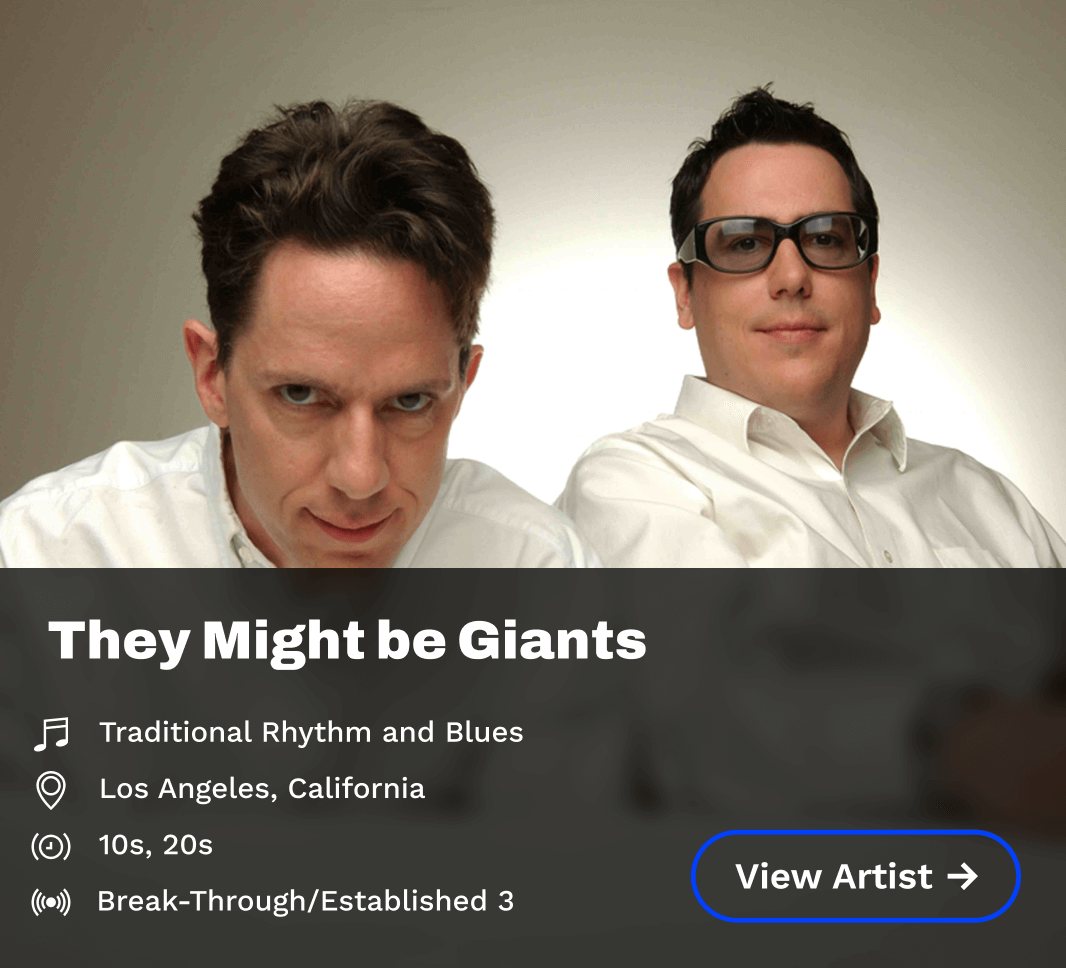 They Might be Giants
Traditional Rhythm and Blues
Los Angeles, California
10s, 20s
Break-Through/Established 3
View Artist →